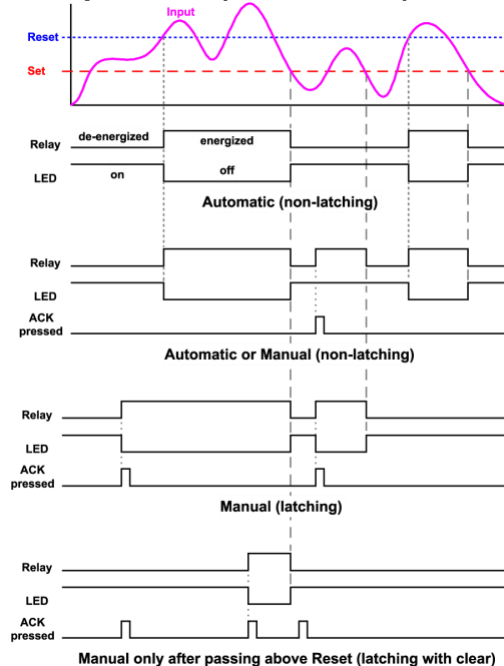 Input
Reset
Set
de-energized energized
Relay
LED
on off
Automatic (non-latching)
Relay
LED
ACK
pressed
Automatic or Manual (non-latching)
Relay
LED
ACK
pressed
Manual (latching)
Relay
LED
ACK
pressed
Manual only after passing above Reset (latching with clear)